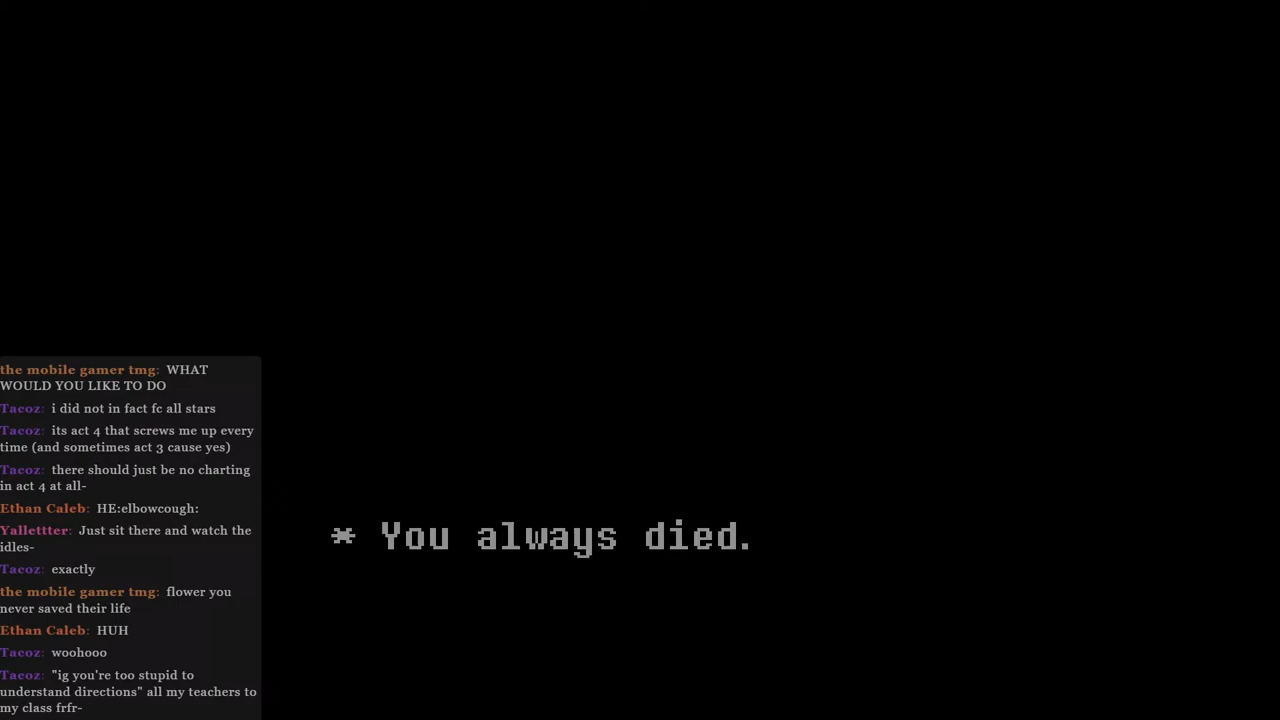 the mobile gamer tmg: WHAT
WOULD YOU LIKE TO DO
Tacoz: i did not in fact fc all stars
Tacoz: its act 4 that screws me up every
time (and sometimes act 3 cause yes)
Tacoz: there should just be no charting
in act 4 at all-
Ethan Caleb: HE:elbowcough:
Yallettter: Just sit there and watch the
idles-
Tacoz: exactly
the mobile gamer tmg: flower you
never saved their life
Ethan Caleb: HUH
Tacoz: woohooo
Tacoz: "ig you're too stupid to
understand directions" all my teachers to
my class frfr-
* You always died.